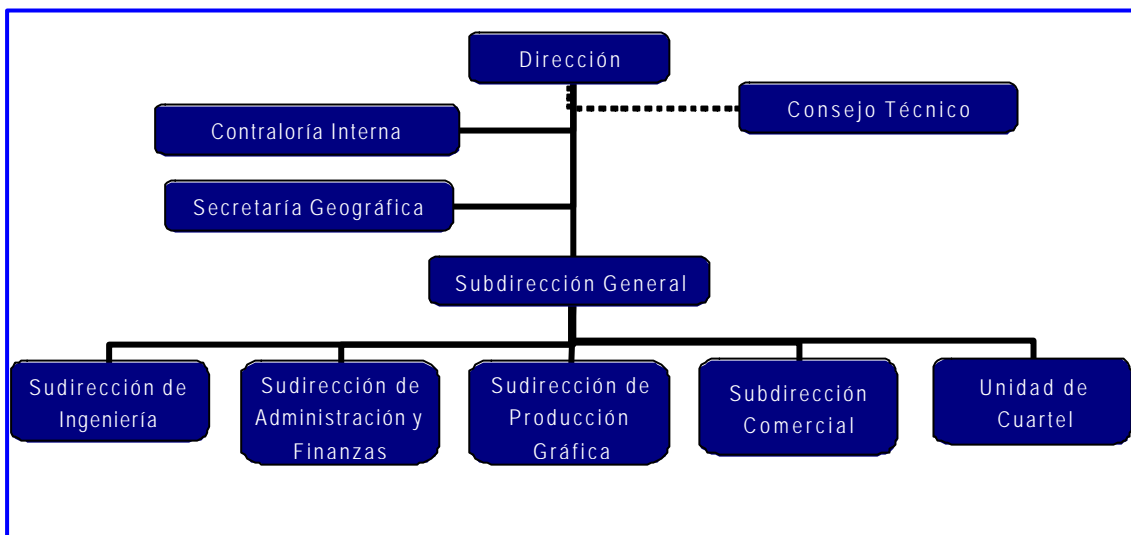 Dirección
Consejo Técnico
Contraloría Interna
Secretaría Geográfica
Subdirección General
Sudirección de
Ingeniería
Sudirección de
Administración y
Finanzas
Sudirección de
Producción
Gráfica
Subdirección
Comercial
Unidad de
Cuartel